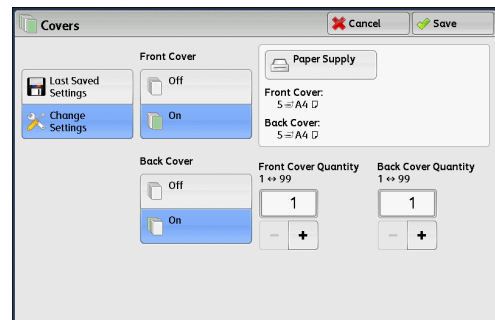 Covers
Cancel
Save
Front Cover
Off
On
Last Saved
Settings
Change
Settings
Paper Supply
Front Cover:
5 A4
Back Cover:
5 A4
Back Cover
Off
On
Front Cover Quantity
1 ↔ 99
1
− +
Back Cover Quantity
1 ↔ 99
1
− +